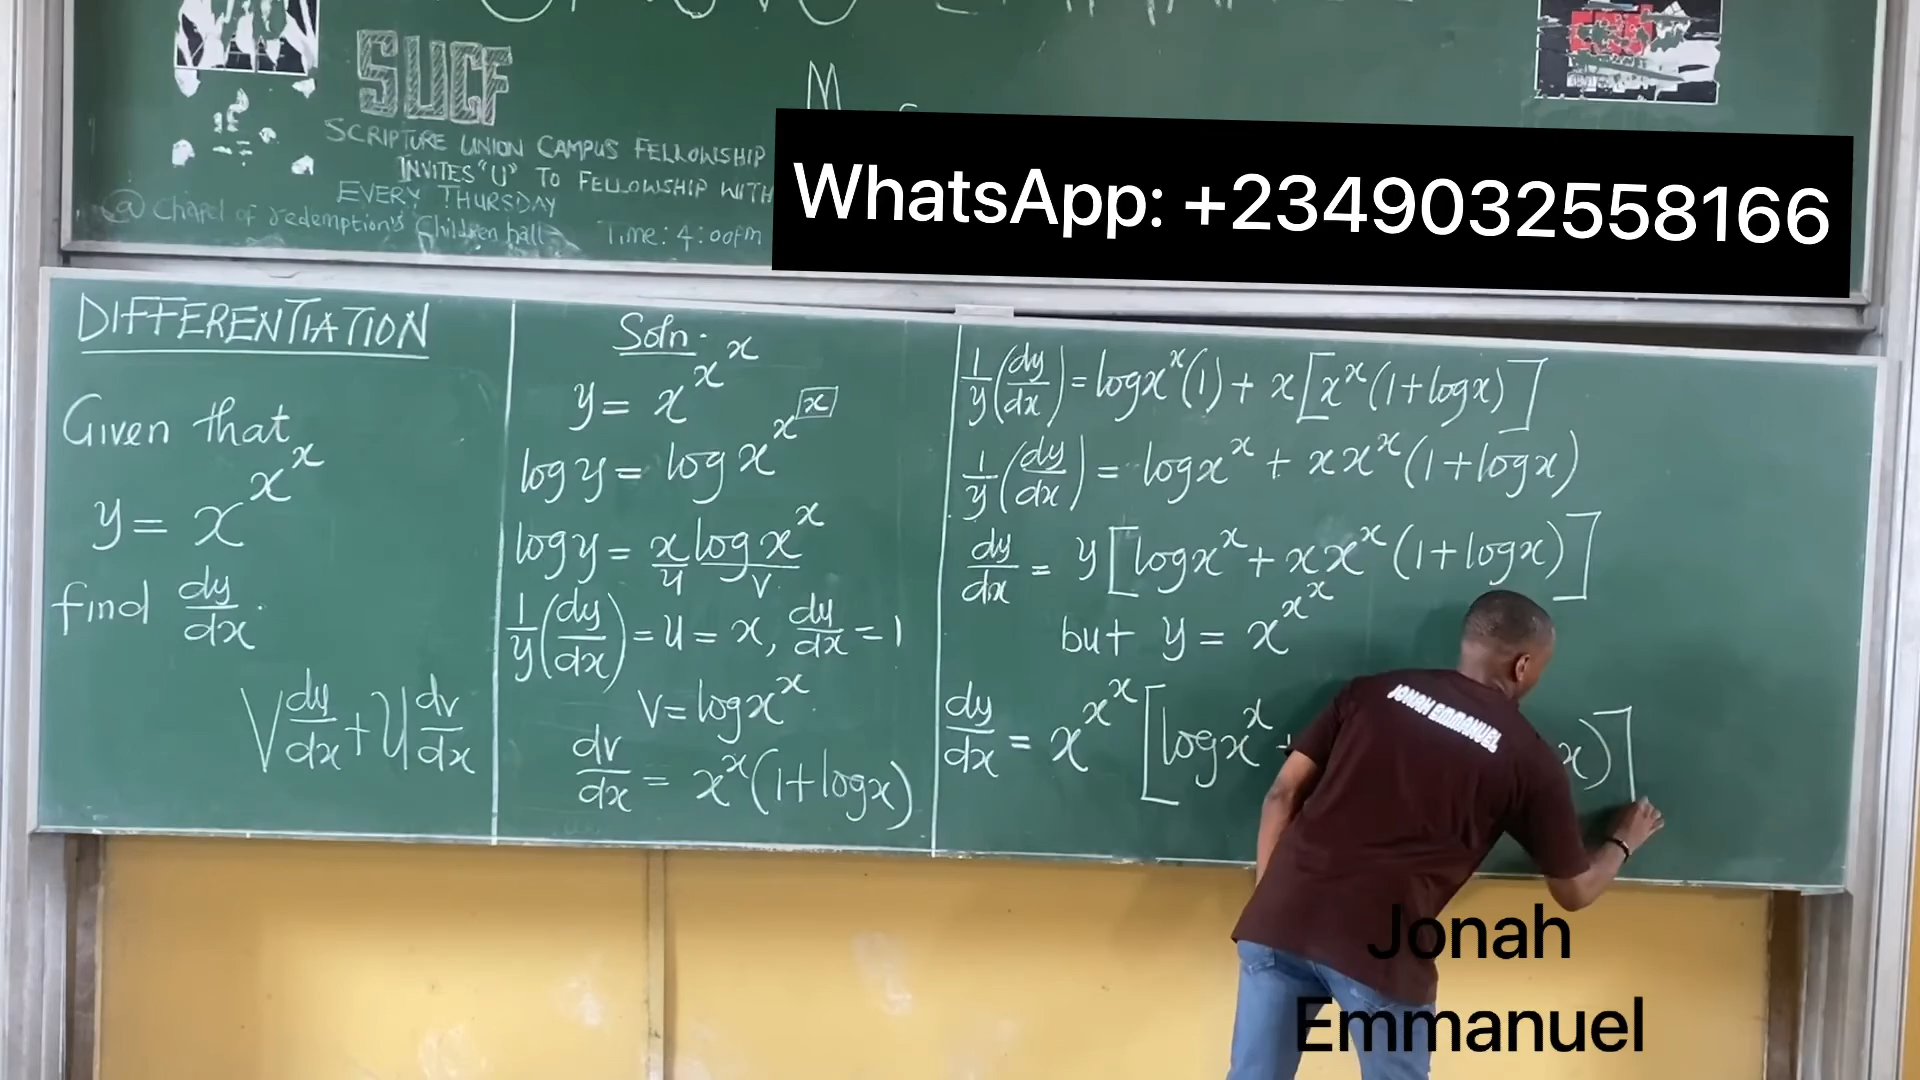 SUCF
SCRIPTURE UNION CAMPUS FELLOWSHIP
INVITES "U" TO FELLOWSHIP WITH
EVERY THURSDAY
@ Chapel of redemption's Children hall Time: 4:00pm
WhatsApp: +2349032558166
DIFFERENTIATION
Given that
y = x^x^x
find dy/dx.
V dy/dx + U dv/dx
Soln.
y = x^x^x
log y = log x^x^x
log y = x log x^x
u v
1/y (dy/dx) = u = x, dy/dx = 1
v = log x^x
dv/dx = x^x (1 + log x)
1/y (dy/dx) = log x^x (1) + x [x^x (1 + log x)]
1/y (dy/dx) = log x^x + x x^x (1 + log x)
dy/dx = y [log x^x + x x^x (1 + log x)]
but y = x^x^x
dy/dx = x^x^x [log x^x + x)]
JONAH EMMANUEL
Jonah
Emmanuel